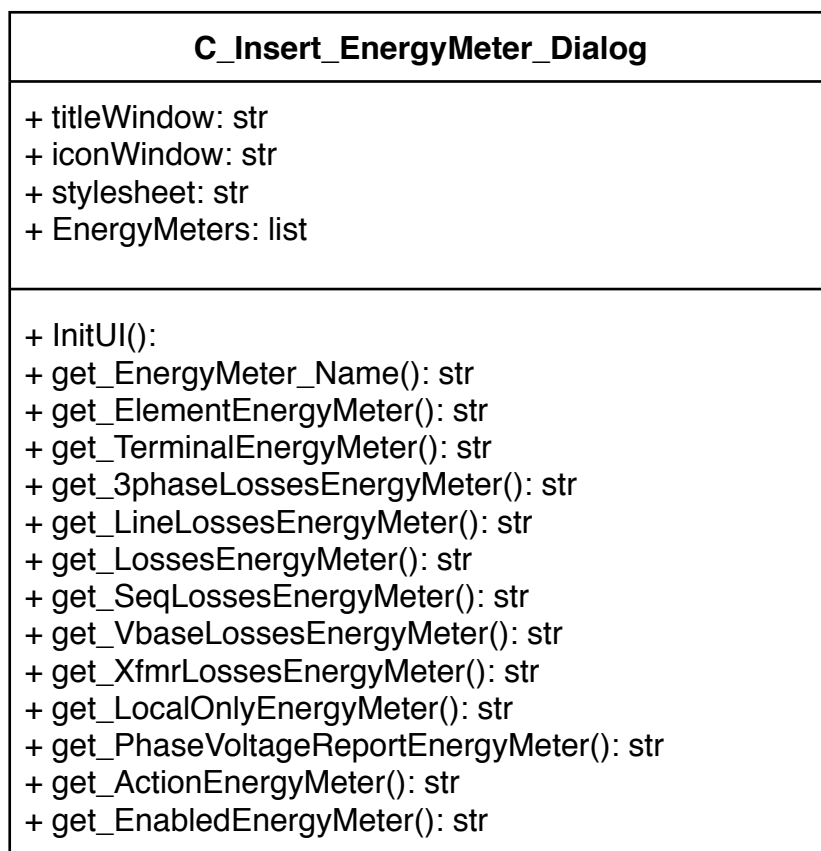 C_Insert_EnergyMeter_Dialog
+ titleWindow: str
+ iconWindow: str
+ stylesheet: str
+ EnergyMeters: list
+ InitUI():
+ get_EnergyMeter_Name(): str
+ get_ElementEnergyMeter(): str
+ get_TerminalEnergyMeter(): str
+ get_3phaseLossesEnergyMeter(): str
+ get_LineLossesEnergyMeter(): str
+ get_LossesEnergyMeter(): str
+ get_SeqLossesEnergyMeter(): str
+ get_VbaseLossesEnergyMeter(): str
+ get_XfmrLossesEnergyMeter(): str
+ get_LocalOnlyEnergyMeter(): str
+ get_PhaseVoltageReportEnergyMeter(): str
+ get_ActionEnergyMeter(): str
+ get_EnabledEnergyMeter(): str